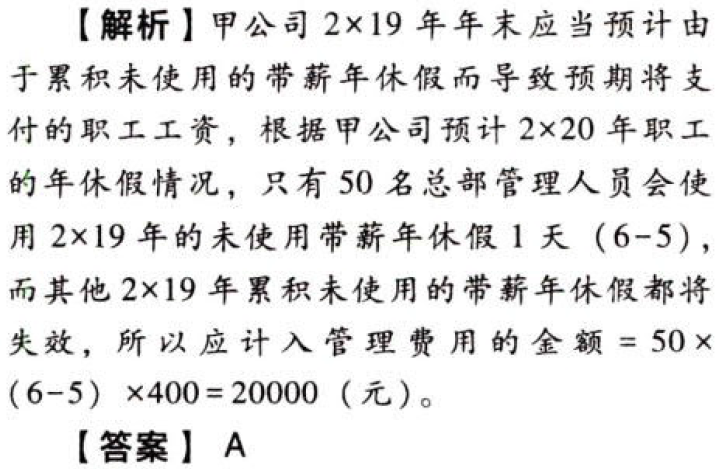 【解析】甲公司 2×19 年年末应当预计由
于累积未使用的带薪年休假而导致预期将支
付的职工工资，根据甲公司预计 2×20 年职工
的年休假情况，只有 50 名总部管理人员会使
用 2×19 年的未使用带薪年休假 1 天（6-5），
而其他 2×19 年累积未使用的带薪年休假都将
失效，所以应计入管理费用的金额 = 50 ×
(6-5) ×400 = 20000（元）。
【答案】 A